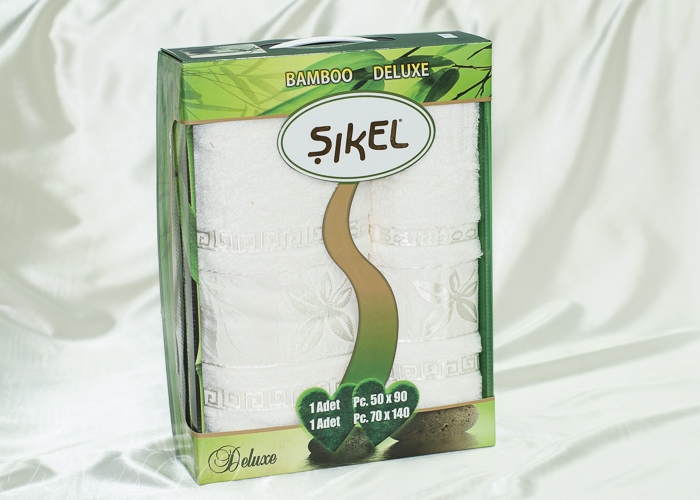 BAMBOO DELUXE
ŞIKEL
1 Adet Pc. 50 x 90
1 Adet Pc. 70 x 140
Deluxe